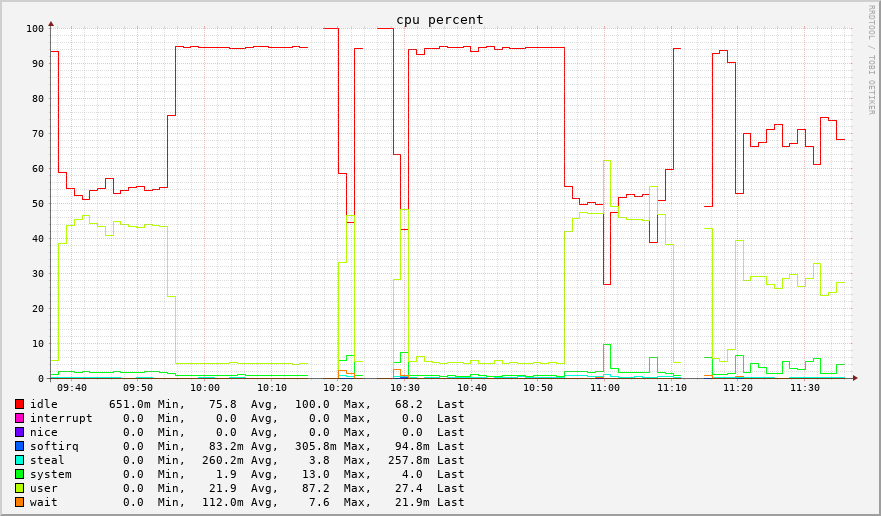 cpu percent
RRDTOOL / TOBI OETIKER
100
90
80
70
60
50
40
30
20
10
0
09:40 09:50 10:00 10:10 10:20 10:30 10:40 10:50 11:00 11:10 11:20 11:30
idle 651.0m Min, 75.8 Avg, 100.0 Max, 68.2 Last
interrupt 0.0 Min, 0.0 Avg, 0.0 Max, 0.0 Last
nice 0.0 Min, 0.0 Avg, 0.0 Max, 0.0 Last
softirq 0.0 Min, 83.2m Avg, 305.8m Max, 94.8m Last
steal 0.0 Min, 260.2m Avg, 3.8 Max, 257.8m Last
system 0.0 Min, 1.9 Avg, 13.0 Max, 4.0 Last
user 0.0 Min, 21.9 Avg, 87.2 Max, 27.4 Last
wait 0.0 Min, 112.0m Avg, 7.6 Max, 21.9m Last